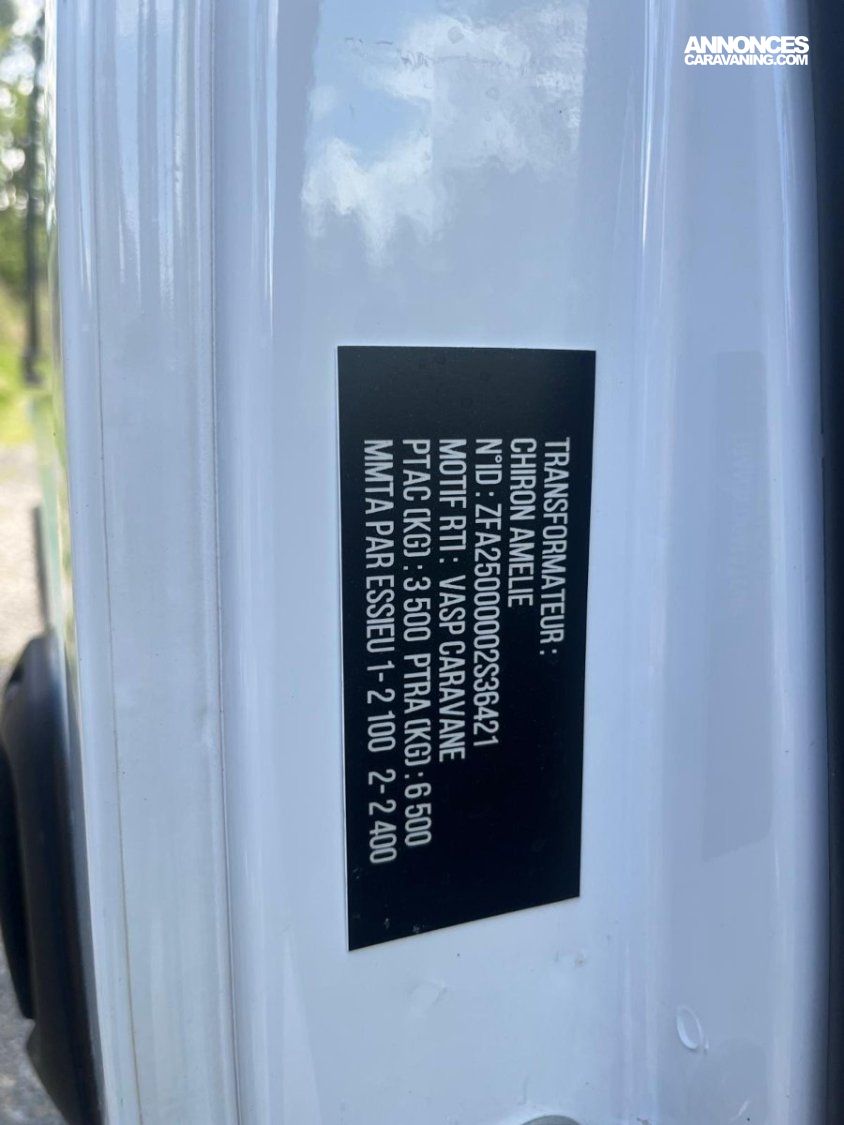 ANNONCES
CARAVANING.COM
TRANSFORMATEUR :
CHIRON AMELIE
N°ID : ZFA25000002S36421
MOTIF RTI : VASP CARAVANE
PTAC (KG) : 3 500 PTRA (KG) : 6 500
MMTA PAR ESSIEU 1- 2 100 2- 2 400